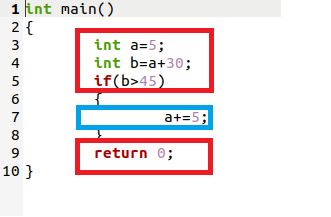 1 int main()
2 {
3 int a=5;
4 int b=a+30;
5 if(b>45)
6 {
7 a+=5;
8 }
9 return 0;
10 }